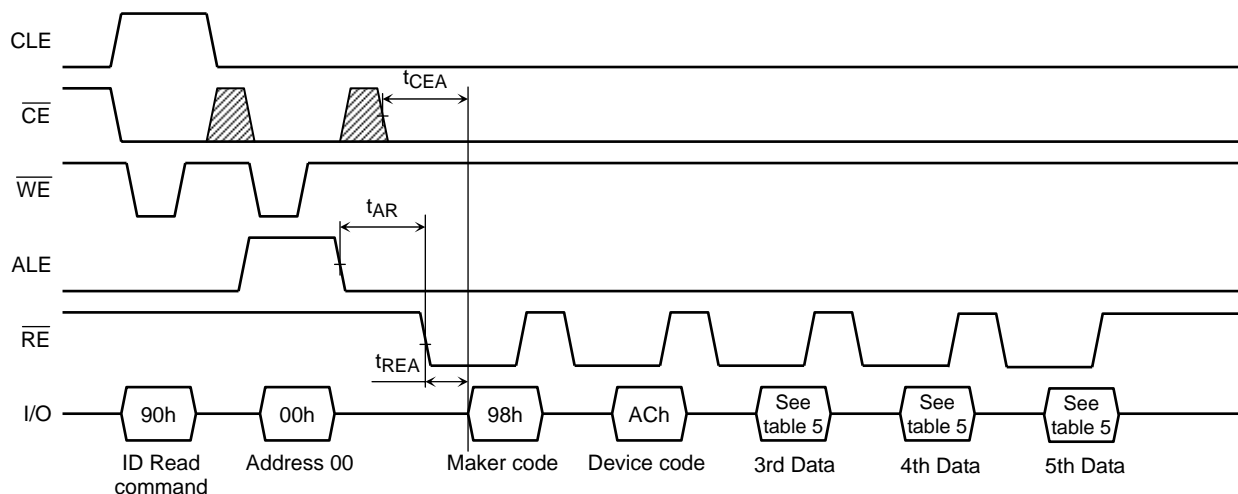 CLE
tCEA
CE
WE
tAR
ALE
RE
tREA
I/O
90h
00h
98h
ACh
See
table 5
See
table 5
See
table 5
ID Read
command
Address 00
Maker code
Device code
3rd Data
4th Data
5th Data